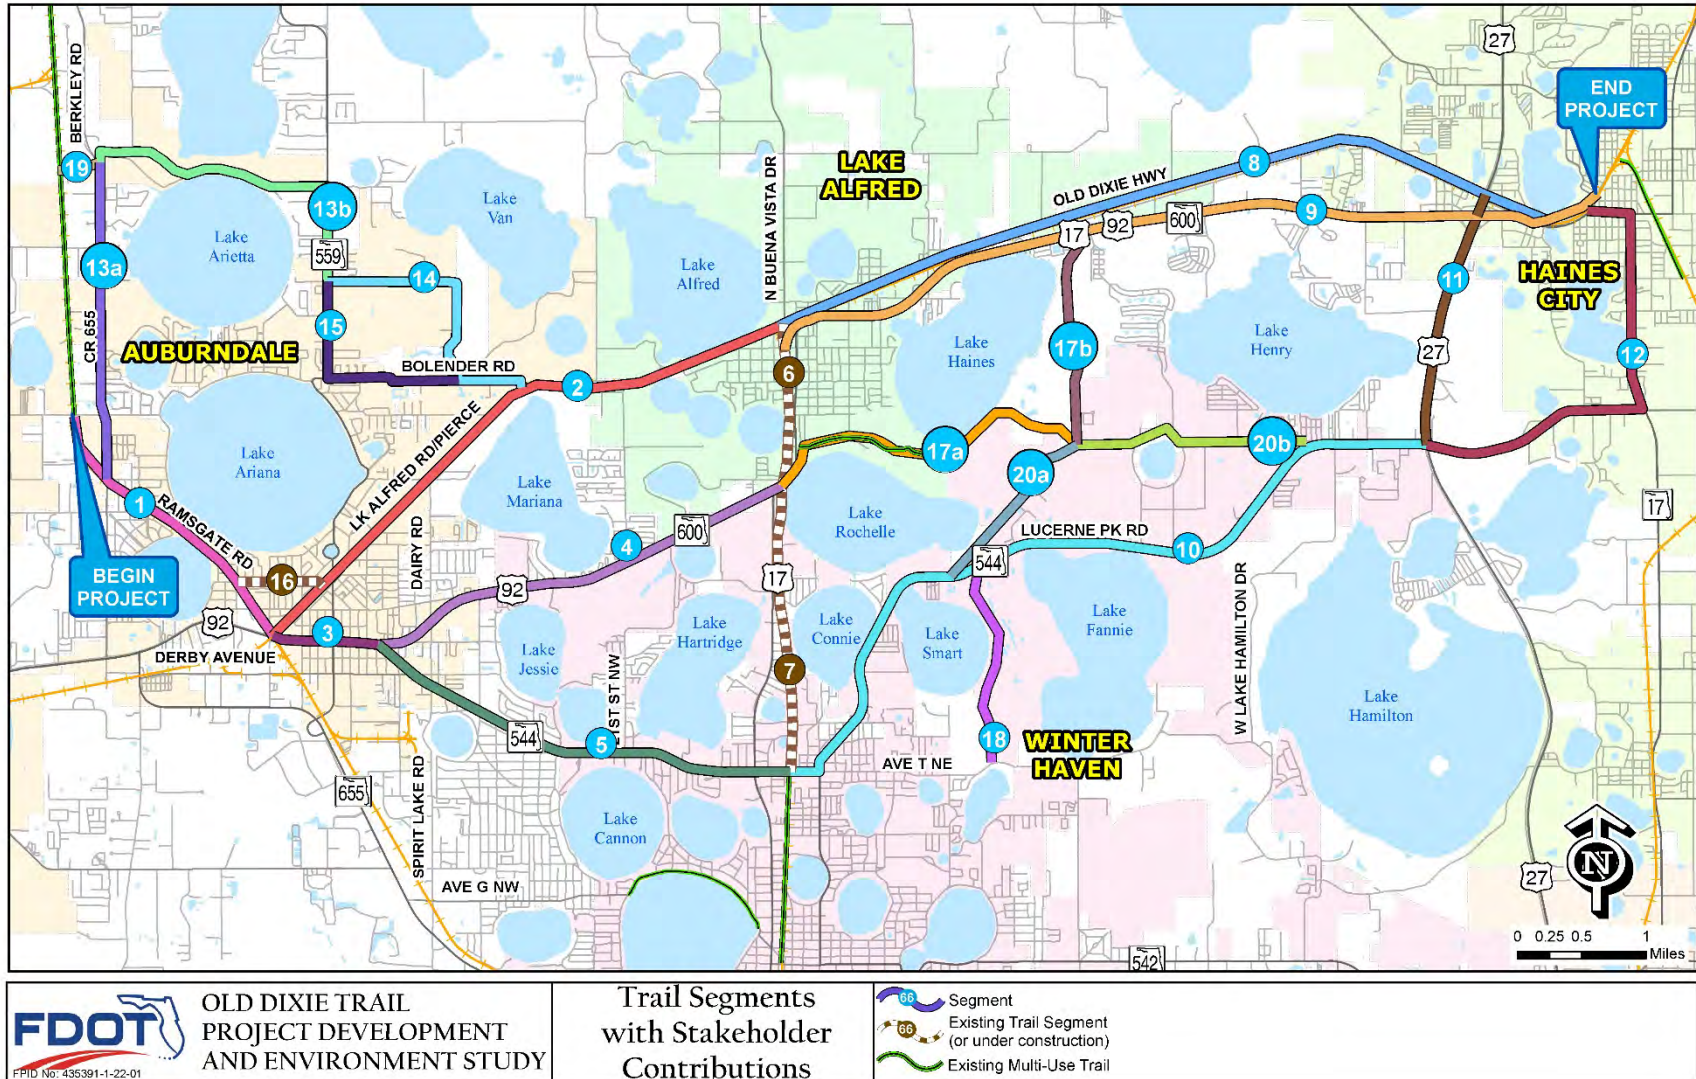 BERKLEY RD
19
13a
CR 655
AUBURNDALE
Lake
Arietta
13b
559
14
15
BOLENDER RD
Lake
Van
Lake
Alfred
N BUENA VISTA DR
LAKE
ALFRED
OLD DIXIE HWY
8
27
END
PROJECT
17
92
600
9
HAINES
CITY
11
27
12
17
Lake
Haines
17b
Lake
Henry
6
2
LK ALFRED RD/PIERCE
Lake
Ariana
1
RAMSGATE RD
BEGIN
PROJECT
16
DAIRY RD
Lake
Mariana
4
600
92
17a
20a
20b
Lake
Rochelle
LUCERNE PK RD
544
10
17
92
3
DERBY AVENUE
Lake
Jessie
Lake
Hartridge
Lake
Connie
Lake
Smart
Lake
Fannie
W LAKE HAMILTON DR
Lake
Hamilton
7
544
5
21ST ST NW
18
WINTER
HAVEN
AVE T NE
655
SPIRIT LAKE RD
Lake
Cannon
AVE G NW
542
27
N
0 0.25 0.5 1
Miles
FDOT
FPID No: 435391-1-22-01
OLD DIXIE TRAIL
PROJECT DEVELOPMENT
AND ENVIRONMENT STUDY
Trail Segments
with Stakeholder
Contributions
66 Segment
66 Existing Trail Segment
(or under construction)
Existing Multi-Use Trail